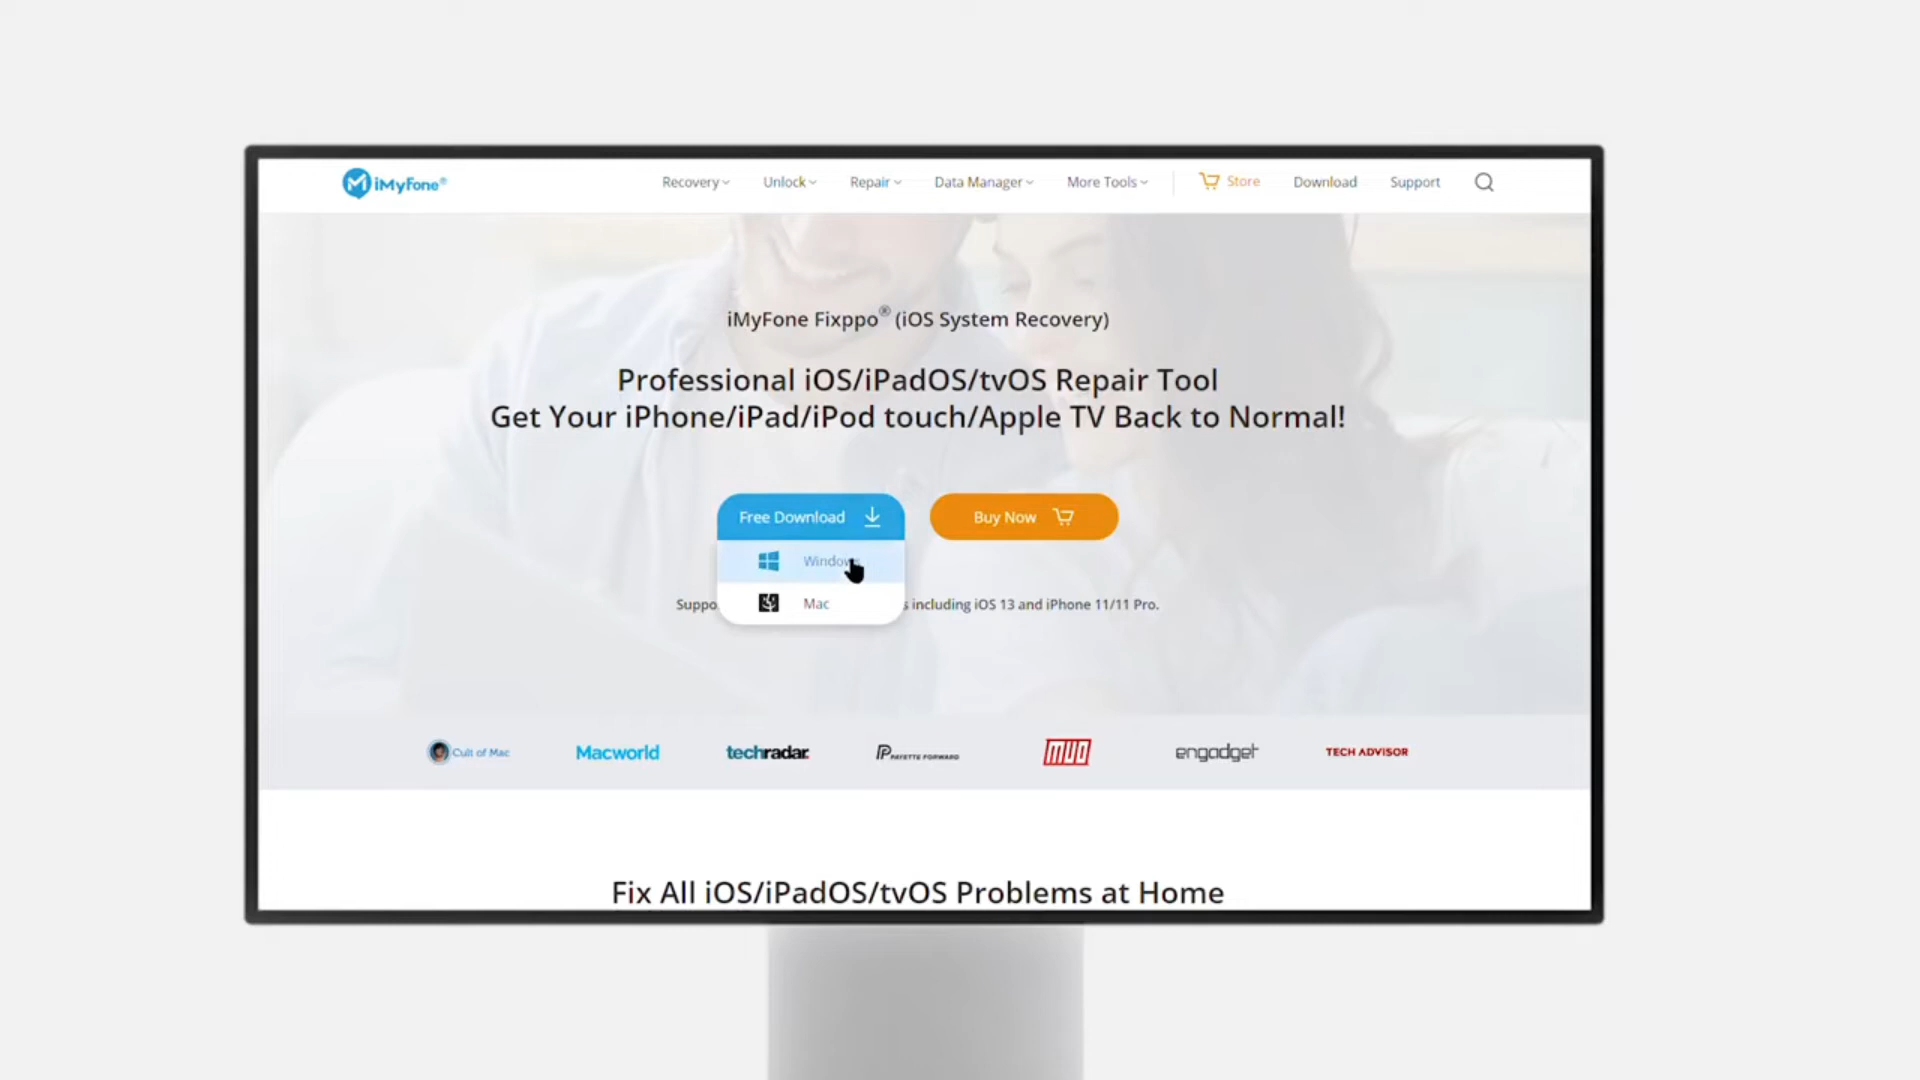 iMyFone®
Recovery Unlock Repair Data Manager More Tools Store Download Support
iMyFone Fixppo® (iOS System Recovery)
Professional iOS/iPadOS/tvOS Repair Tool
Get Your iPhone/iPad/iPod touch/Apple TV Back to Normal!
Free Download Buy Now
Windows
Mac
including iOS 13 and iPhone 11/11 Pro.
Cult of Mac Macworld techradar. PAYETTE FORWARD MUO engadget TECH ADVISOR
Fix All iOS/iPadOS/tvOS Problems at Home